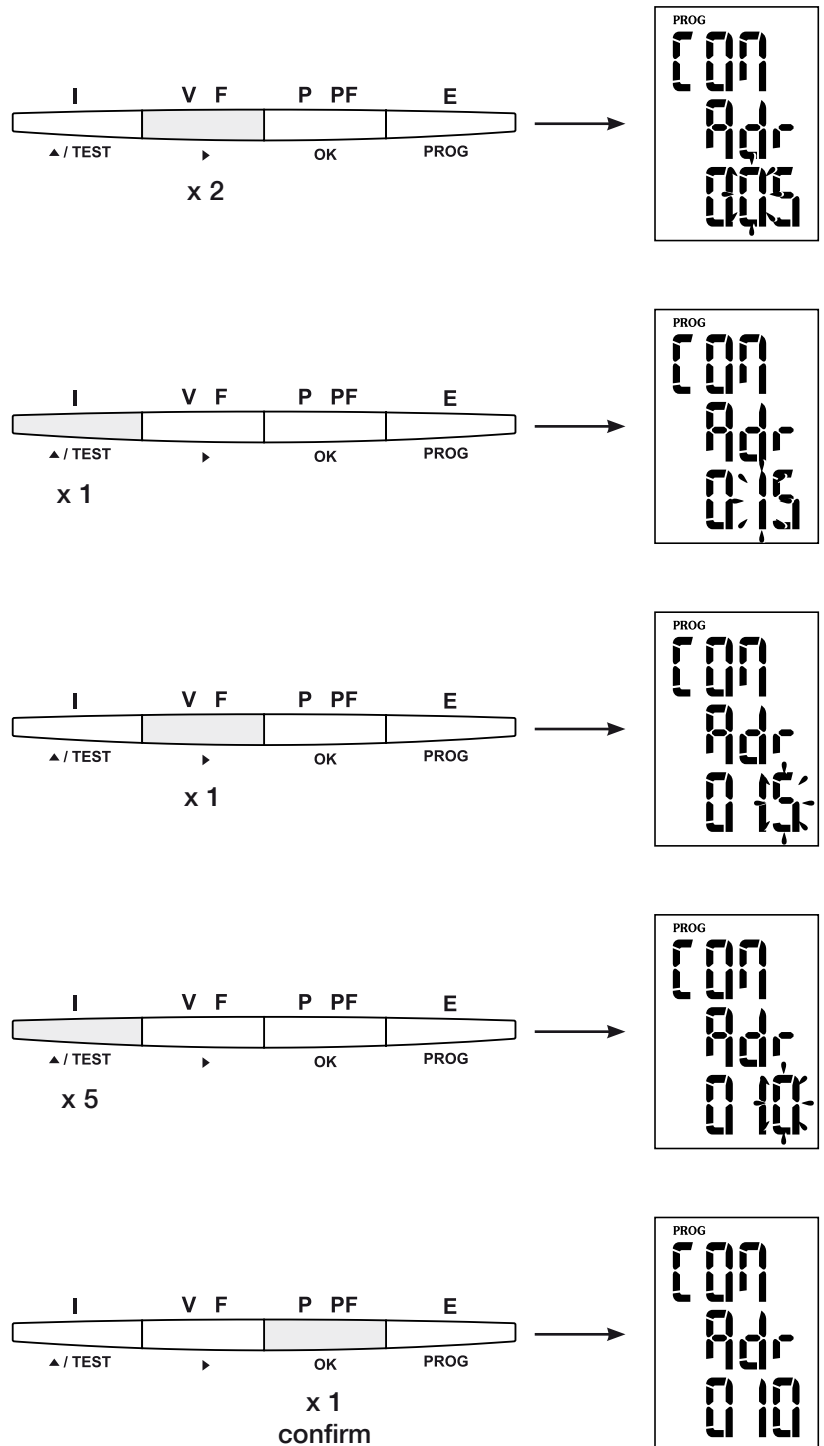 PROG
COM
I V F P PF E
Adr
▲ / TEST ▶ OK PROG
x 2
005
PROG
COM
I V F P PF E
Adr
▲ / TEST ▶ OK PROG
x 1
015
PROG
COM
I V F P PF E
Adr
▲ / TEST ▶ OK PROG
x 1
015
PROG
COM
I V F P PF E
Adr
▲ / TEST ▶ OK PROG
x 5
010
PROG
COM
I V F P PF E
Adr
▲ / TEST ▶ OK PROG
x 1
confirm
010